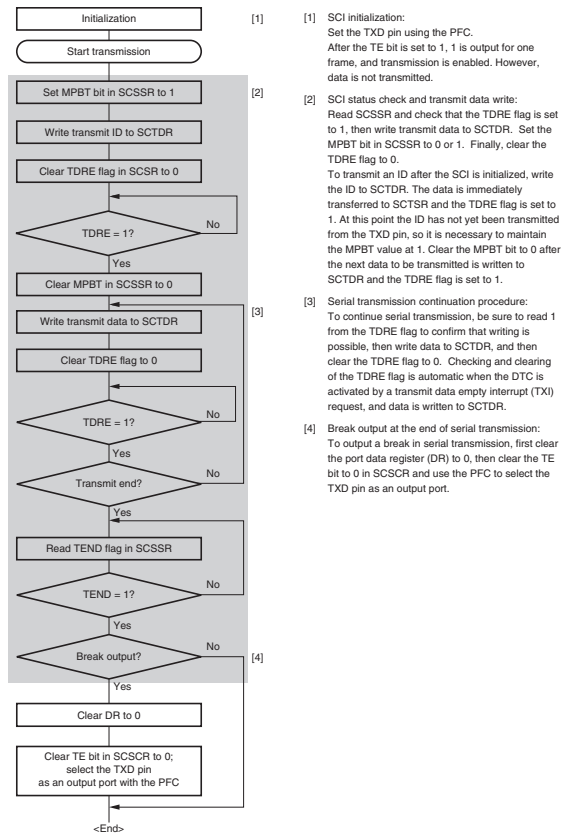 Initialization
[1]
Start transmission
Set MPBT bit in SCSSR to 1
[2]
Write transmit ID to SCTDR
Clear TDRE flag in SCSR to 0
TDRE = 1?
No
Yes
Clear MPBT in SCSSR to 0
[3]
Write transmit data to SCTDR
Clear TDRE flag to 0
TDRE = 1?
No
Yes
Transmit end?
No
Yes
Read TEND flag in SCSSR
TEND = 1?
No
Yes
Break output?
No
[4]
Yes
Clear DR to 0
Clear TE bit in SCSCR to 0;
select the TXD pin
as an output port with the PFC
<End>
[1] SCI initialization:
Set the TXD pin using the PFC.
After the TE bit is set to 1, 1 is output for one
frame, and transmission is enabled. However,
data is not transmitted.
[2] SCI status check and transmit data write:
Read SCSSR and check that the TDRE flag is set
to 1, then write transmit data to SCTDR. Set the
MPBT bit in SCSSR to 0 or 1. Finally, clear the
TDRE flag to 0.
To transmit an ID after the SCI is initialized, write
the ID to SCTDR. The data is immediately
transferred to SCTSR and the TDRE flag is set to
1. At this point the ID has not yet been transmitted
from the TXD pin, so it is necessary to maintain
the MPBT value at 1. Clear the MPBT bit to 0 after
the next data to be transmitted is written to
SCTDR and the TDRE flag is set to 1.
[3] Serial transmission continuation procedure:
To continue serial transmission, be sure to read 1
from the TDRE flag to confirm that writing is
possible, then write data to SCTDR, and then
clear the TDRE flag to 0. Checking and clearing
of the TDRE flag is automatic when the DTC is
activated by a transmit data empty interrupt (TXI)
request, and data is written to SCTDR.
[4] Break output at the end of serial transmission:
To output a break in serial transmission, first clear
the port data register (DR) to 0, then clear the TE
bit to 0 in SCSCR and use the PFC to select the
TXD pin as an output port.